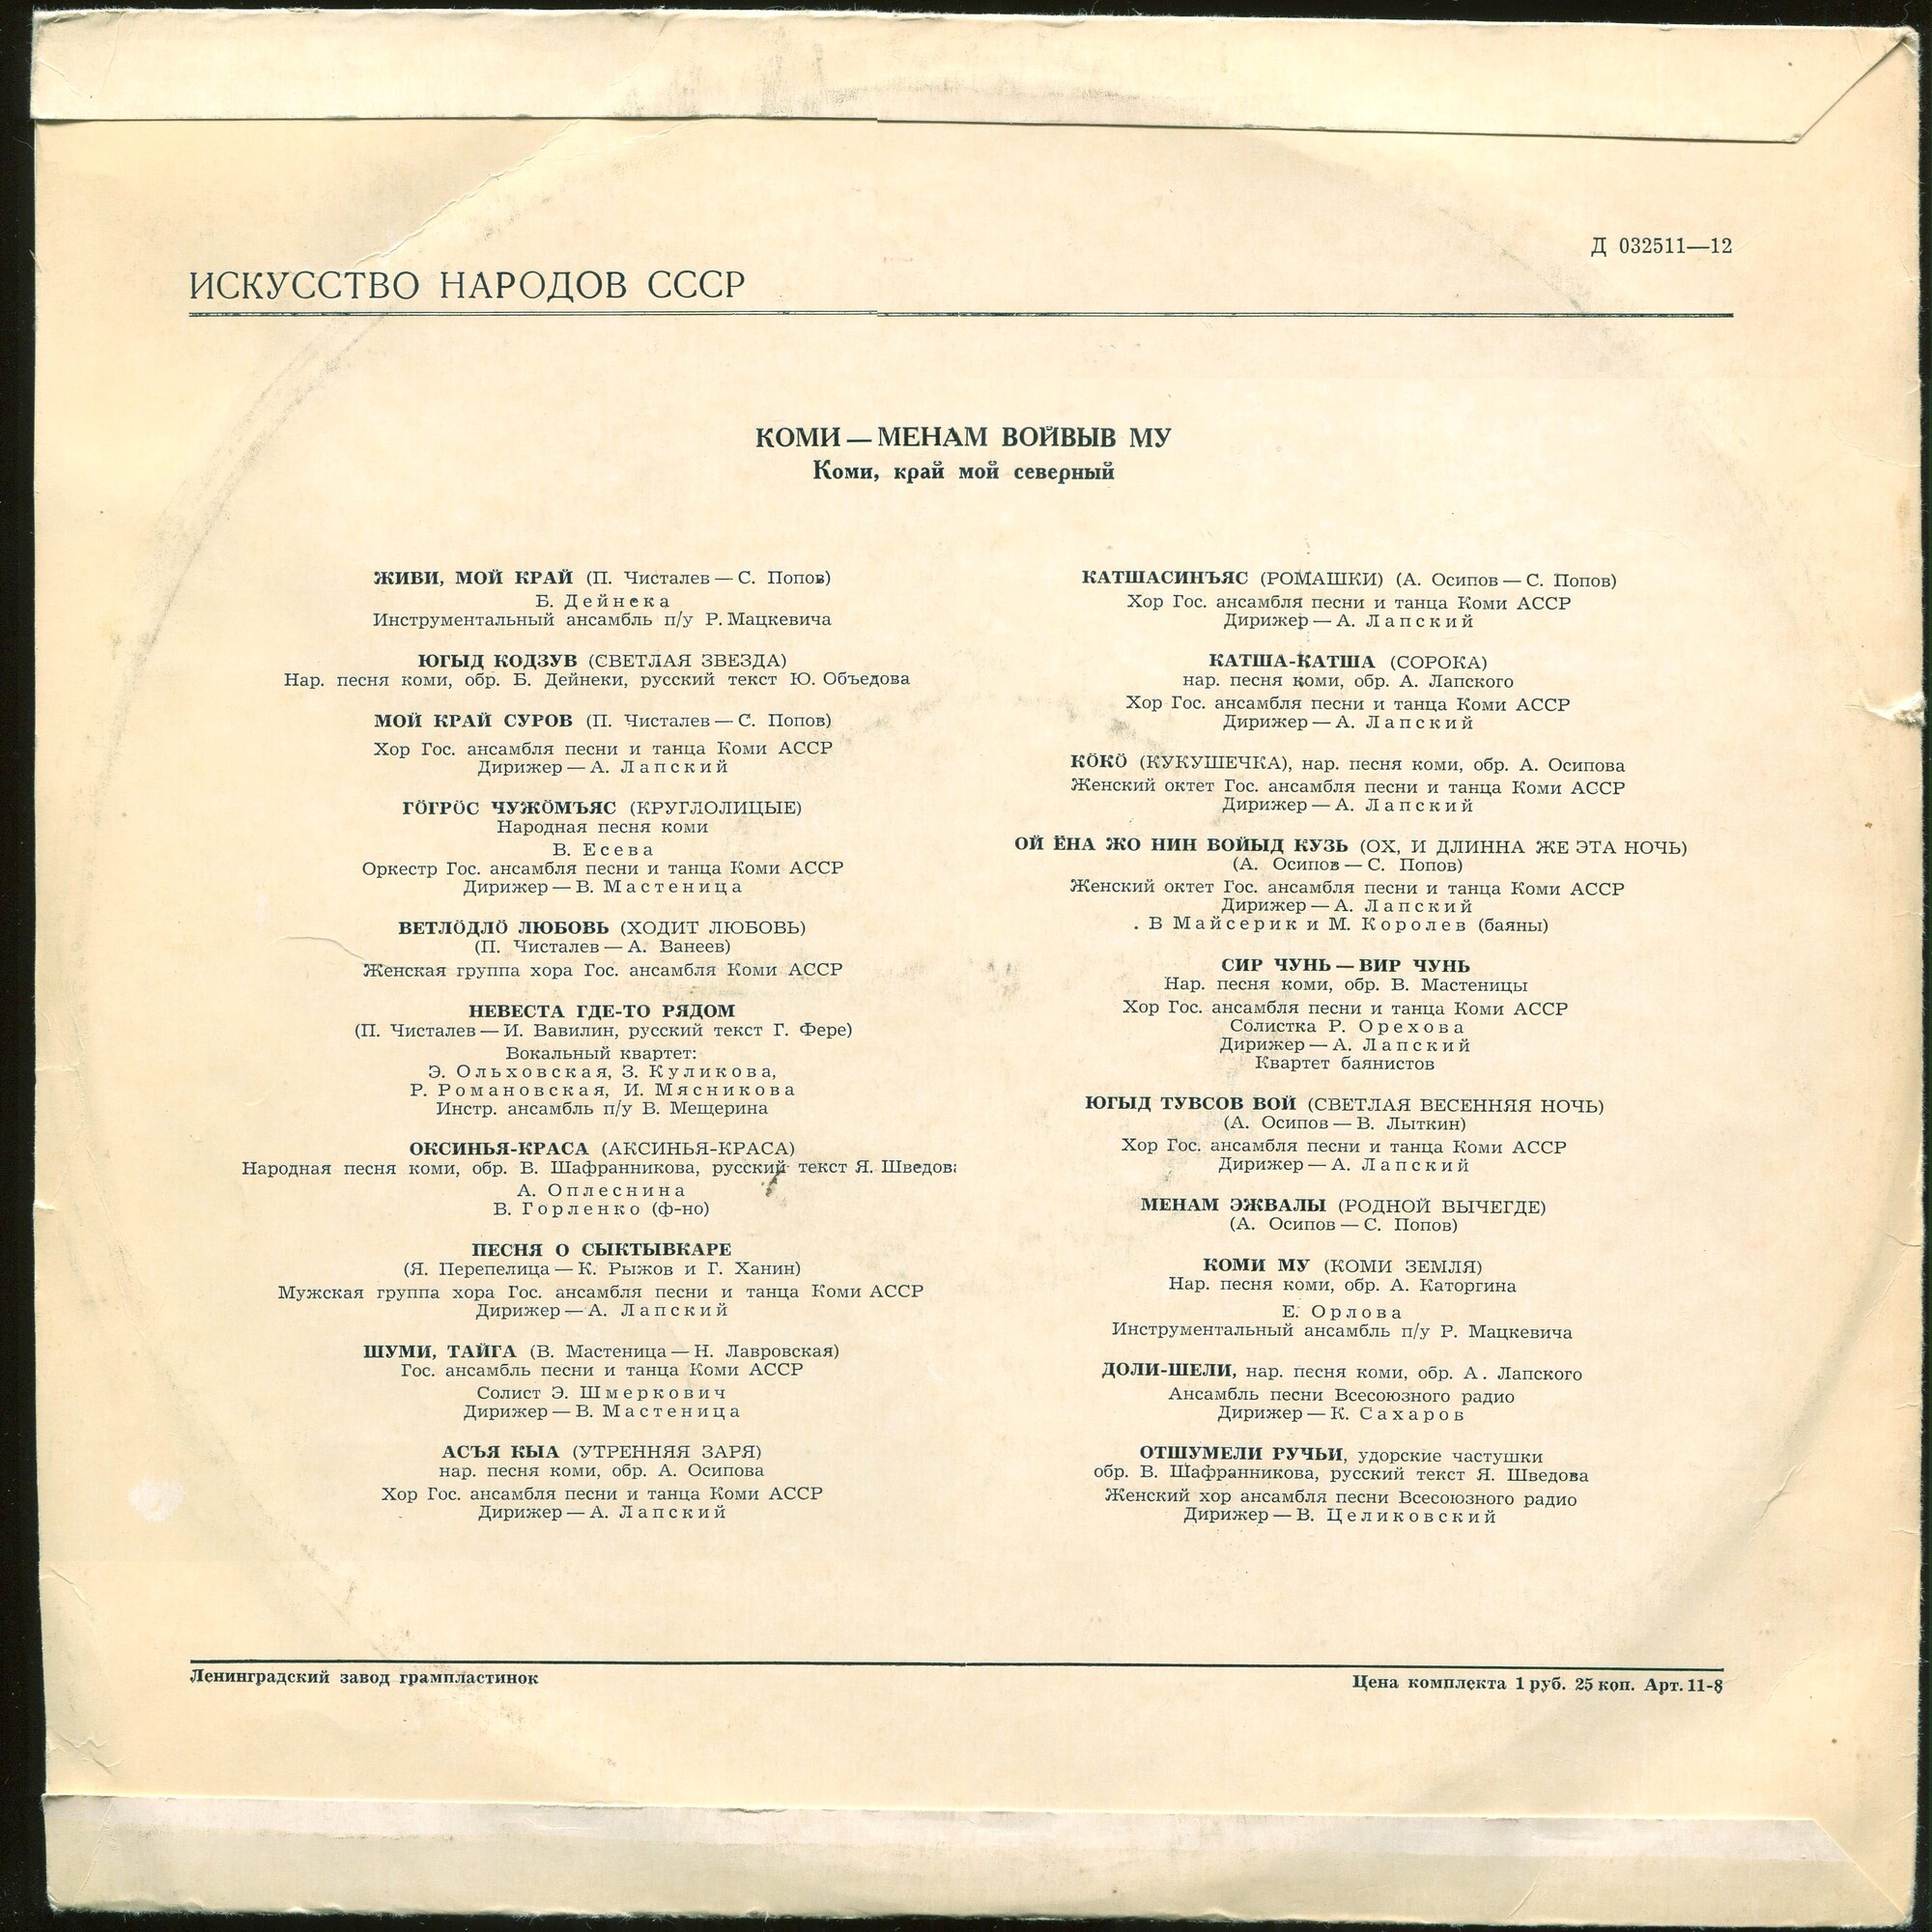 Д 032511—12
ИСКУССТВО НАРОДОВ СССР
КОМИ — МЕНАМ ВОЙВЫВ МУ
Коми, край мой северный
ЖИВИ, МОЙ КРАЙ (П. Чисталев — С. Попов)
Б. Дейнека
Инструментальный ансамбль п/у Р. Мацкевича
ЮГЫД КОДЗУВ (СВЕТЛАЯ ЗВЕЗДА)
Нар. песня коми, обр. Б. Дейнеки, русский текст Ю. Объедова
МОЙ КРАЙ СУРОВ (П. Чисталев — С. Попов)
Хор Гос. ансамбля песни и танца Коми АССР
Дирижер — А. Лапский
ГӦГРӦС ЧУЖӦМЪЯС (КРУГЛОЛИЦЫЕ)
Народная песня коми
В. Есева
Оркестр Гос. ансамбля песни и танца Коми АССР
Дирижер — В. Мастеница
ВЕТЛӦДЛӦ ЛЮБОВЬ (ХОДИТ ЛЮБОВЬ)
(П. Чисталев — А. Ванеев)
Женская группа хора Гос. ансамбля Коми АССР
НЕВЕСТА ГДЕ-ТО РЯДОМ
(П. Чисталев — И. Вавилин, русский текст Г. Фере)
Вокальный квартет:
Э. Ольховская, З. Куликова,
Р. Романовская, И. Мясникова
Инстр. ансамбль п/у В. Мещерина
ОКСИНЬЯ-КРАСА (АКСИНЬЯ-КРАСА)
Народная песня коми, обр. В. Шафранникова, русский текст Я. Шведова
А. Оплеснина
В. Горленко (ф-но)
ПЕСНЯ О СЫКТЫВКАРЕ
(Я. Перепелица — К. Рыжов и Г. Ханин)
Мужская группа хора Гос. ансамбля песни и танца Коми АССР
Дирижер — А. Лапский
ШУМИ, ТАЙГА (В. Мастеница — Н. Лавровская)
Гос. ансамбль песни и танца Коми АССР
Солист Э. Шмеркович
Дирижер — В. Мастеница
АСЪЯ КЫА (УТРЕННЯЯ ЗАРЯ)
нар. песня коми, обр. А. Осипова
Хор Гос. ансамбля песни и танца Коми АССР
Дирижер — А. Лапский
КАТШАСИНЪЯС (РОМАШКИ) (А. Осипов — С. Попов)
Хор Гос. ансамбля песни и танца Коми АССР
Дирижер — А. Лапский
КАТША-КАТША (СОРОКА)
нар. песня коми, обр. А. Лапского
Хор Гос. ансамбля песни и танца Коми АССР
Дирижер — А. Лапский
КӦКӦ (КУКУШЕЧКА), нар. песня коми, обр. А. Осипова
Женский октет Гос. ансамбля песни и танца Коми АССР
Дирижер — А. Лапский
ОЙ ЁНА ЖО НИН ВОЙЫД КУЗЬ (ОХ, И ДЛИННА ЖЕ ЭТА НОЧЬ)
(А. Осипов — С. Попов)
Женский октет Гос. ансамбля песни и танца Коми АССР
Дирижер — А. Лапский
. В Майсерик и М. Королев (баяны)
СИР ЧУНЬ — ВИР ЧУНЬ
Нар. песня коми, обр. В. Мастеницы
Хор Гос. ансамбля песни и танца Коми АССР
Солистка Р. Орехова
Дирижер — А. Лапский
Квартет баянистов
ЮГЫД ТУВСОВ ВОЙ (СВЕТЛАЯ ВЕСЕННЯЯ НОЧЬ)
(А. Осипов — В. Лыткин)
Хор Гос. ансамбля песни и танца Коми АССР
Дирижер — А. Лапский
МЕНАМ ЭЖВАЛЫ (РОДНОЙ ВЫЧЕГДЕ)
(А. Осипов — С. Попов)
КОМИ МУ (КОМИ ЗЕМЛЯ)
Нар. песня коми, обр. А. Каторгина
Е. Орлова
Инструментальный ансамбль п/у Р. Мацкевича
ДОЛИ-ШЕЛИ, нар. песня коми, обр. А. Лапского
Ансамбль песни Всесоюзного радио
Дирижер — К. Сахаров
ОТШУМЕЛИ РУЧЬИ, удорские частушки
обр. В. Шафранникова, русский текст Я. Шведова
Женский хор ансамбля песни Всесоюзного радио
Дирижер — В. Целиковский
Ленинградский завод грампластинок
Цена комплекта 1 руб. 25 коп. Арт. 11-8